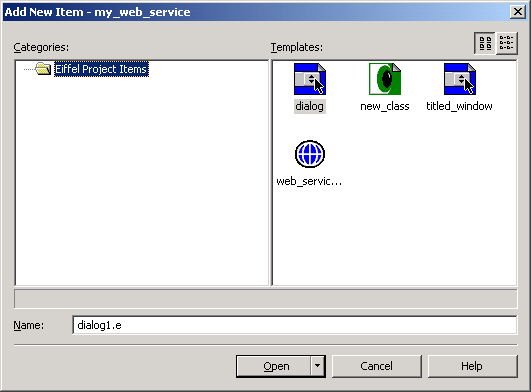 Add New Item - my_web_service
Categories:
Templates:
Eiffel Project Items
dialog
new_class
titled_window
web_servic...
Name:
dialog1.e
Open
Cancel
Help